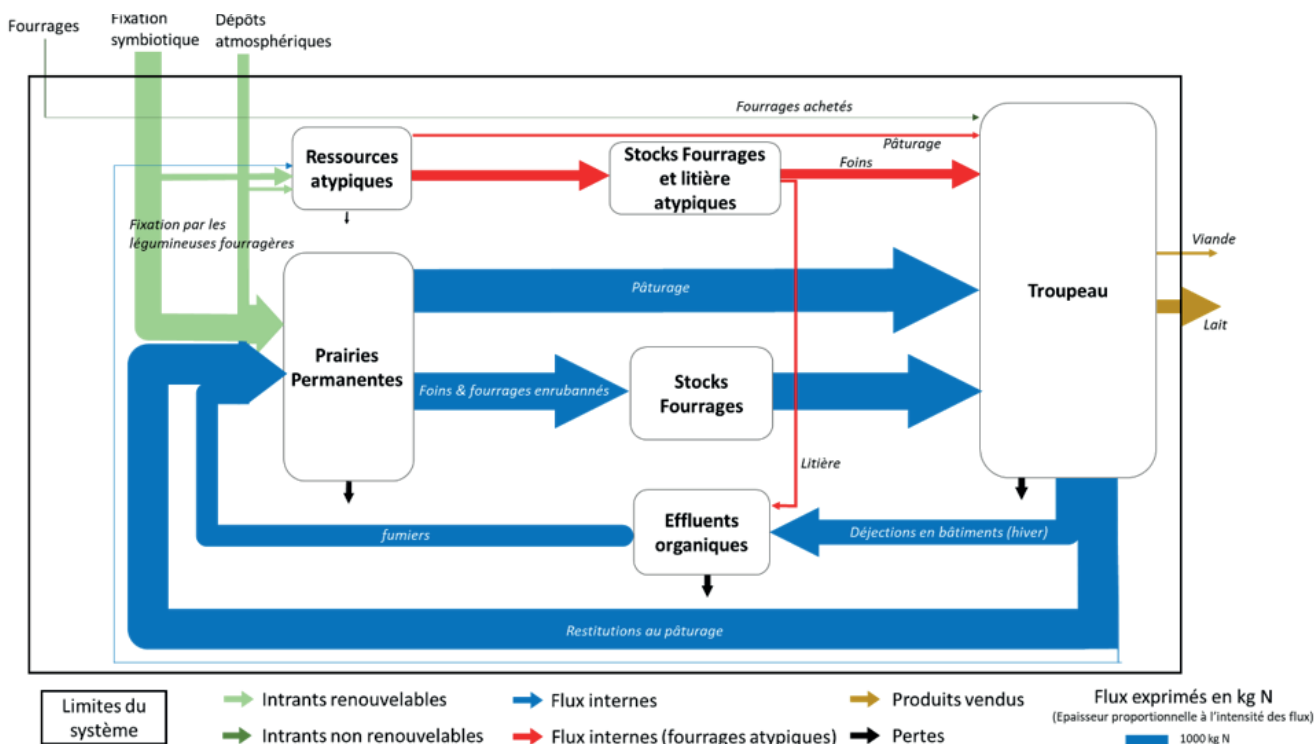 Fourrages
Fixation
symbiotique
Dépôts
atmosphériques
Fourrages achetés
Pâturage
Ressources
atypiques
Stocks Fourrages
et litière
atypiques
Foins
Fixation par les
légumineuses fourragères
Viande
Pâturage
Troupeau
Lait
Prairies
Permanentes
Foins & fourrages enrubannés
Stocks
Fourrages
Litière
Effluents
organiques
fumiers
Déjections en bâtiments (hiver)
Restitutions au pâturage
Limites du
système
Intrants renouvelables
Intrants non renouvelables
Flux internes
Flux internes (fourrages atypiques)
Produits vendus
Pertes
Flux exprimés en kg N
(Epaisseur proportionnelle à l'intensité des flux)
1000 kg N